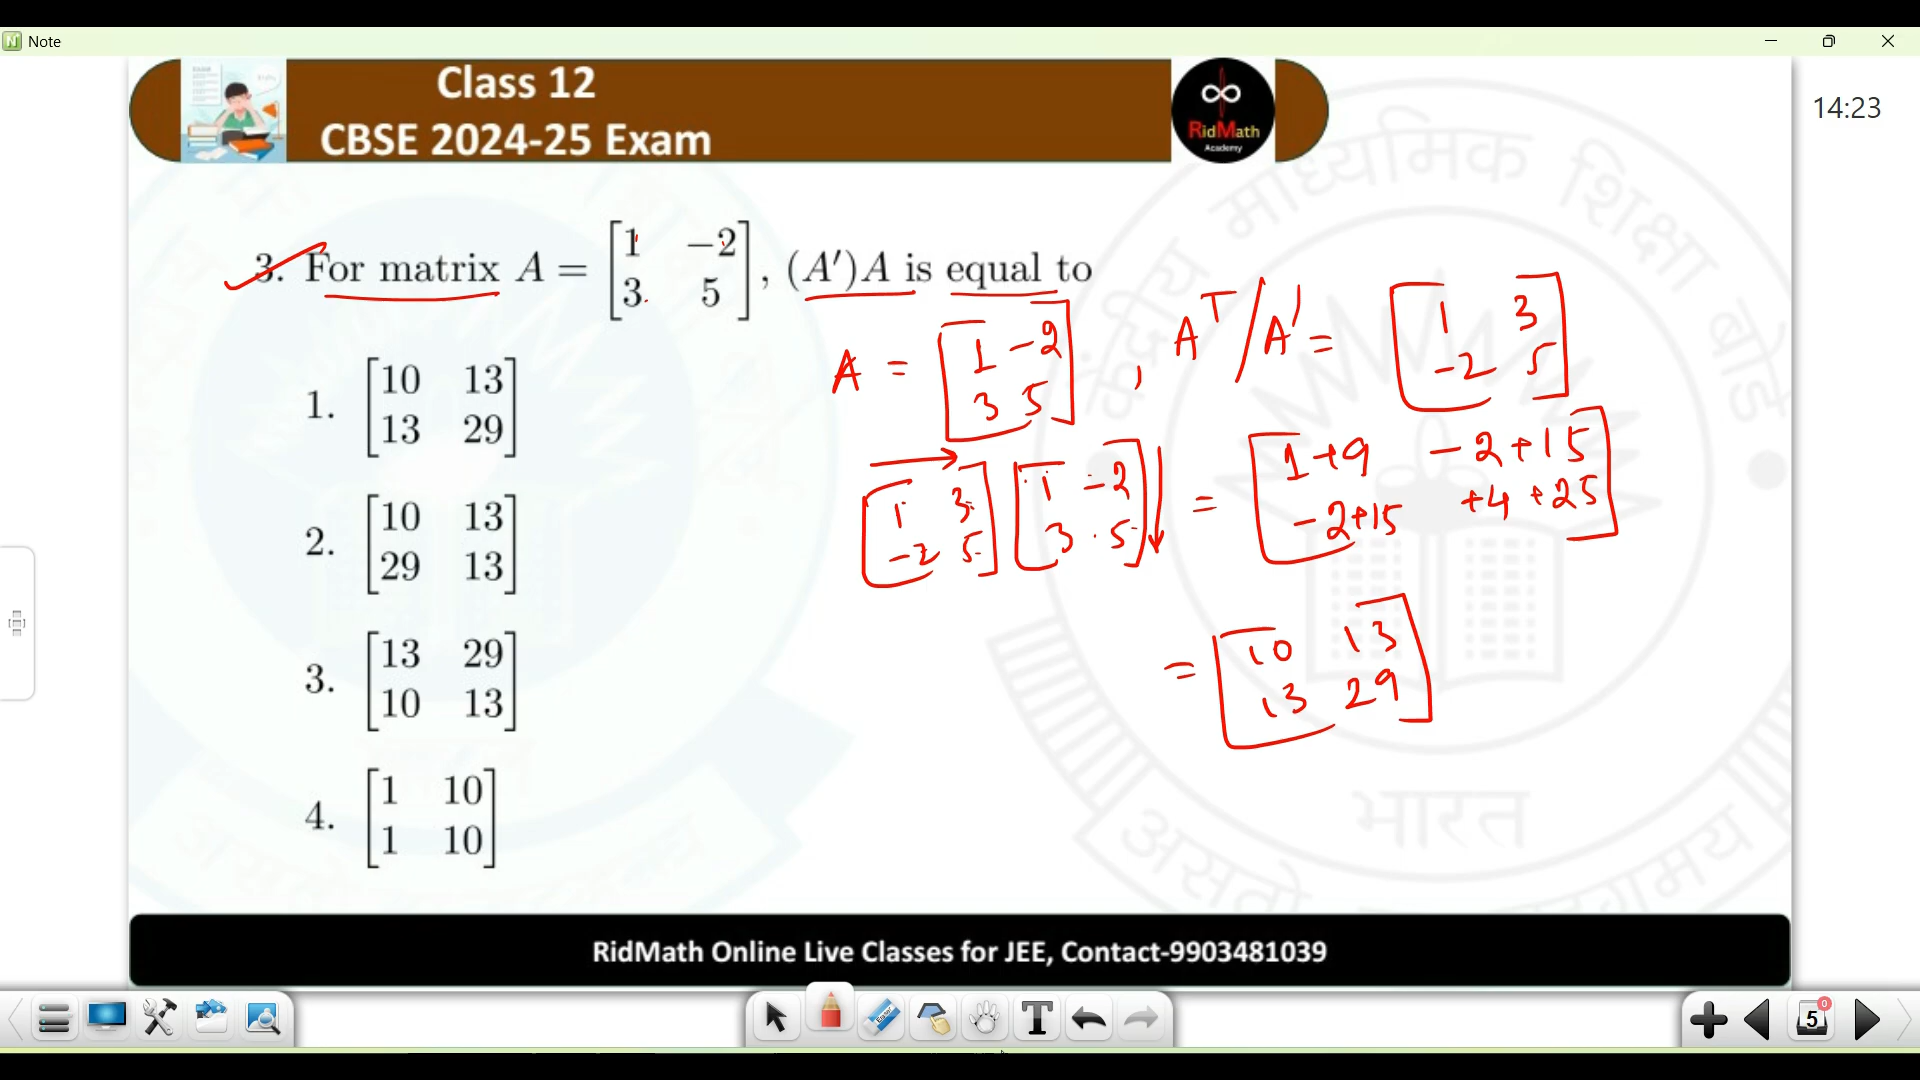 Note
Class 12
CBSE 2024-25 Exam
RidMath
Academy
14:23
3. For matrix A = [1 −2; 3 5], (A′)A is equal to
1. [10 13; 13 29]
2. [10 13; 29 13]
3. [13 29; 10 13]
4. [1 10; 1 10]
A = [1 −2; 3 5], A^T / A′ = [1 3; −2 5]
[1 3; −2 5] [1 −2; 3 5] = [1+9 −2+15; −2+15 +4+25]
= [10 13; 13 29]
भारत
RidMath Online Live Classes for JEE, Contact-9903481039
T
5
0